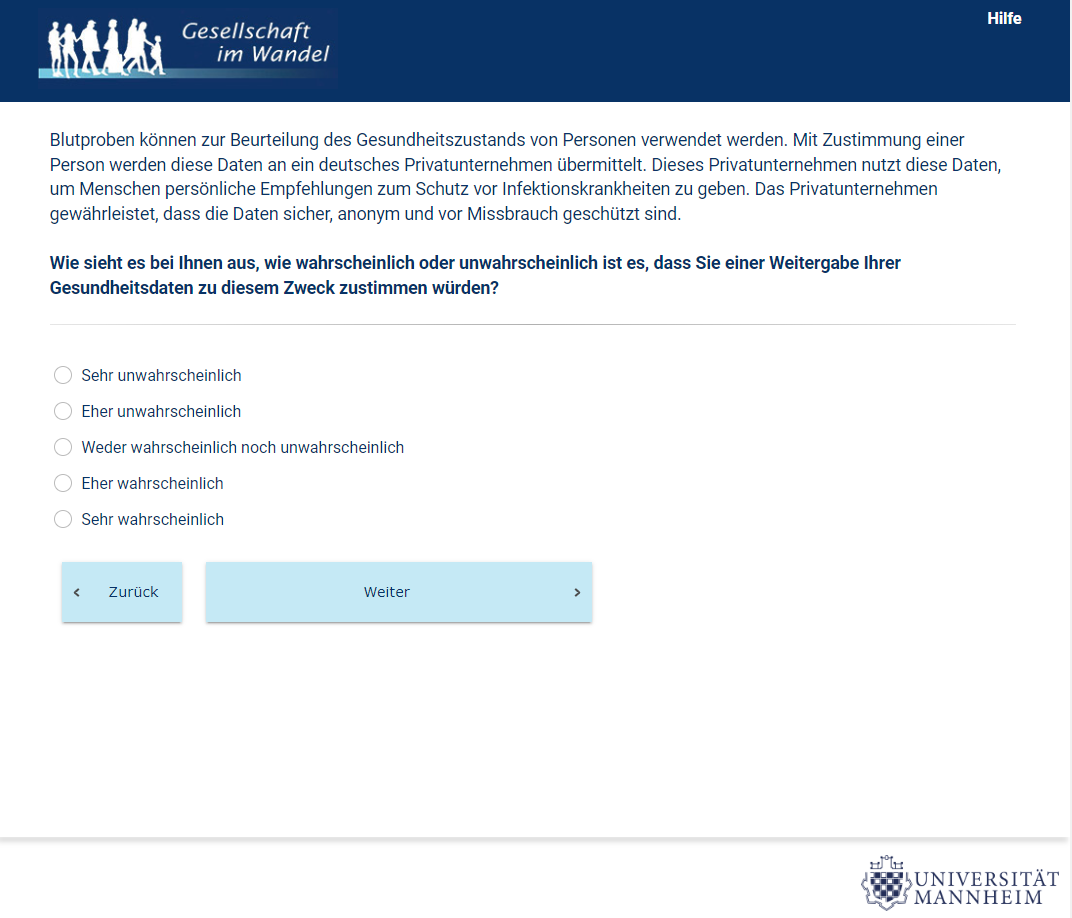 Gesellschaft
im Wandel
Hilfe
Blutproben können zur Beurteilung des Gesundheitszustands von Personen verwendet werden. Mit Zustimmung einer
Person werden diese Daten an ein deutsches Privatunternehmen übermittelt. Dieses Privatunternehmen nutzt diese Daten,
um Menschen persönliche Empfehlungen zum Schutz vor Infektionskrankheiten zu geben. Das Privatunternehmen
gewährleistet, dass die Daten sicher, anonym und vor Missbrauch geschützt sind.
Wie sieht es bei Ihnen aus, wie wahrscheinlich oder unwahrscheinlich ist es, dass Sie einer Weitergabe Ihrer
Gesundheitsdaten zu diesem Zweck zustimmen würden?
Sehr unwahrscheinlich
Eher unwahrscheinlich
Weder wahrscheinlich noch unwahrscheinlich
Eher wahrscheinlich
Sehr wahrscheinlich
‹ Zurück
Weiter ›
UNIVERSITÄT
MANNHEIM